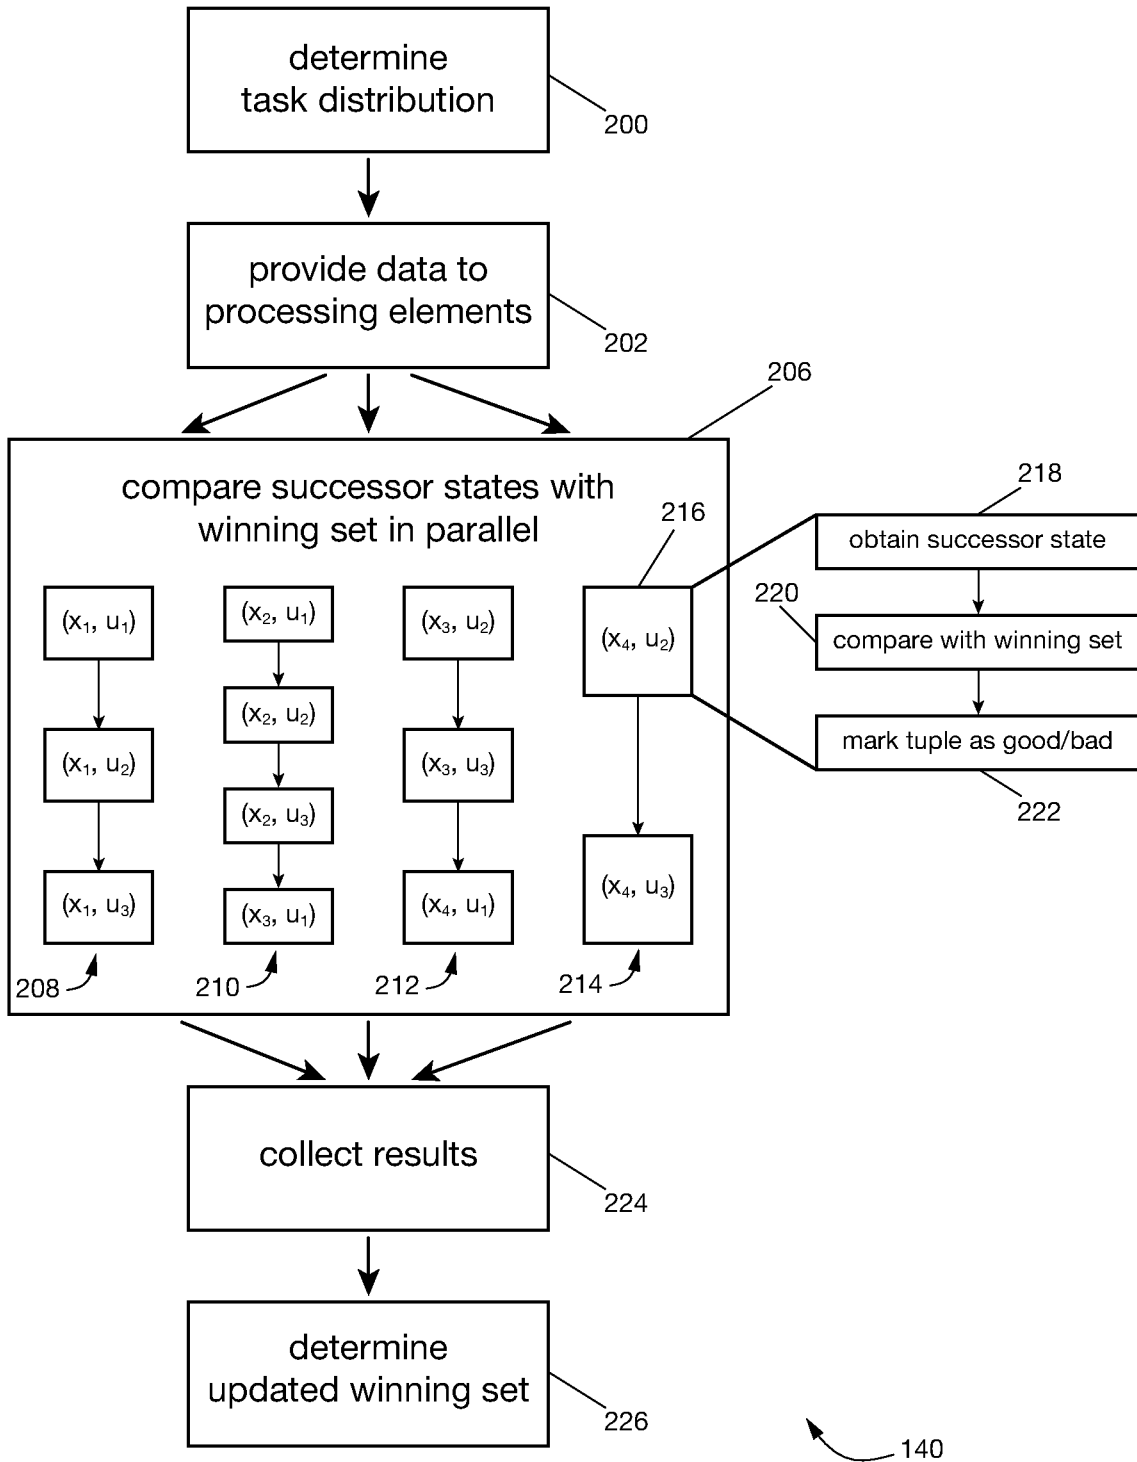 determine
task distribution
200
provide data to
processing elements
202
206
compare successor states with
winning set in parallel
216
218
obtain successor state
220
compare with winning set
mark tuple as good/bad
222
(x₁, u₁)
(x₁, u₂)
(x₁, u₃)
208
(x₂, u₁)
(x₂, u₂)
(x₂, u₃)
(x₃, u₁)
210
(x₃, u₂)
(x₃, u₃)
(x₄, u₁)
212
(x₄, u₂)
(x₄, u₃)
214
collect results
224
determine
updated winning set
226
140